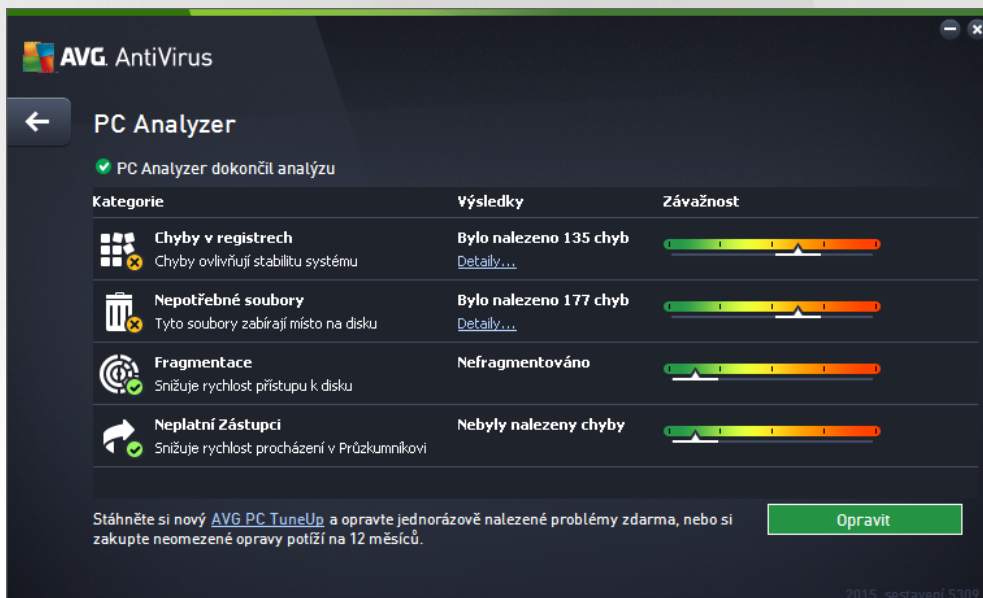 AVG. AntiVirus
PC Analyzer
PC Analyzer dokončil analýzu
Kategorie Výsledky Závažnost
Chyby v registrech Bylo nalezeno 135 chyb
Chyby ovlivňují stabilitu systému Detaily...
Nepotřebné soubory Bylo nalezeno 177 chyb
Tyto soubory zabírají místo na disku Detaily...
Fragmentace Nefragmentováno
Snižuje rychlost přístupu k disku
Neplatní Zástupci Nebyly nalezeny chyby
Snižuje rychlost procházení v Průzkumníkovi
Stáhněte si nový AVG PC TuneUp a opravte jednorázově nalezené problémy zdarma, nebo si
zakupte neomezené opravy potíží na 12 měsíců.
Opravit
2015, sestavení 5309